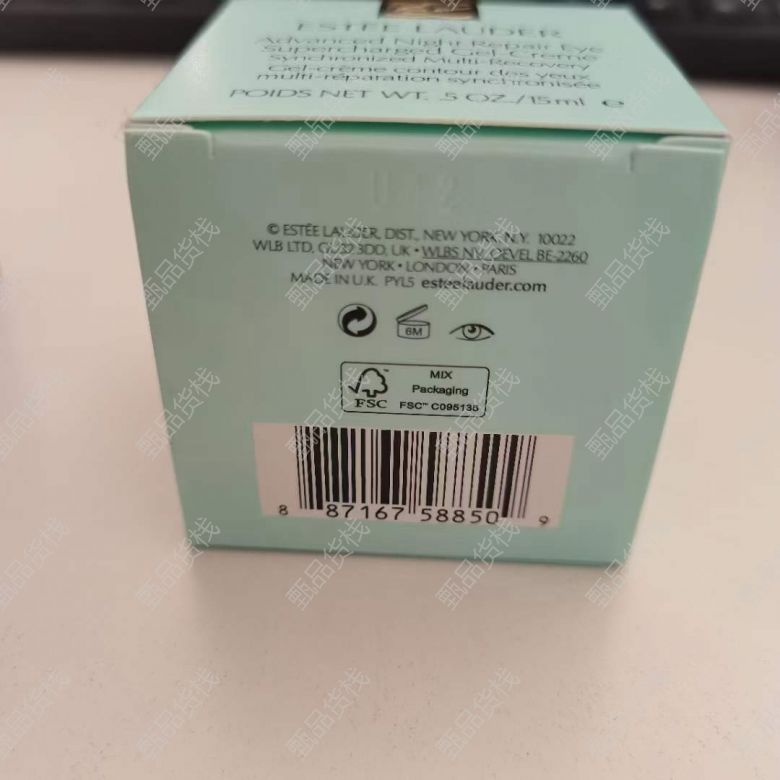 ESTĒE LAUDER
Advanced Night Repair Eye
Supercharged Gel-Creme
Synchronized Multi-Recovery
Gel-crème contour des yeux
multi-réparation synchronisée
POIDS NET WT. .5 OZ./15ml e
© ESTÉE LAUDER, DIST., NEW YORK, N.Y. 10022
WLB LTD, 3DD, UK • WLBS NV, OEVEL BE-2260
NEW YORK • LONDON • PARIS
MADE IN U.K. PYL5 esteelauder.com
6M
MIX
Packaging
FSC
FSC™ C095135
8 87167 58850 9
甄品货栈